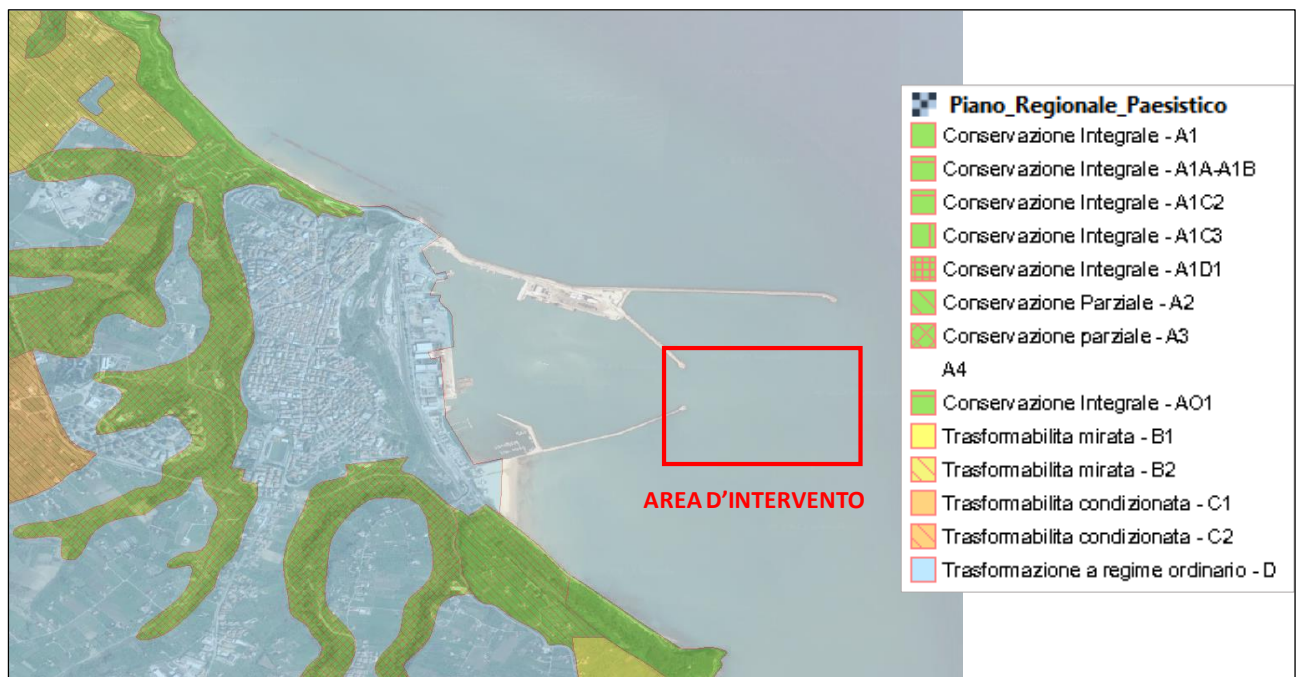 Piano_Regionale_Paesistico
Conservazione Integrale - A1
Conservazione Integrale - A1A-A1B
Conservazione Integrale - A1C2
Conservazione Integrale - A1C3
Conservazione Integrale - A1D1
Conservazione Parziale - A2
Conservazione parziale - A3
A4
Conservazione Integrale - AO1
Trasformabilita mirata - B1
Trasformabilita mirata - B2
Trasformabilita condizionata - C1
Trasformabilita condizionata - C2
Trasformazione a regime ordinario - D
AREA D’INTERVENTO